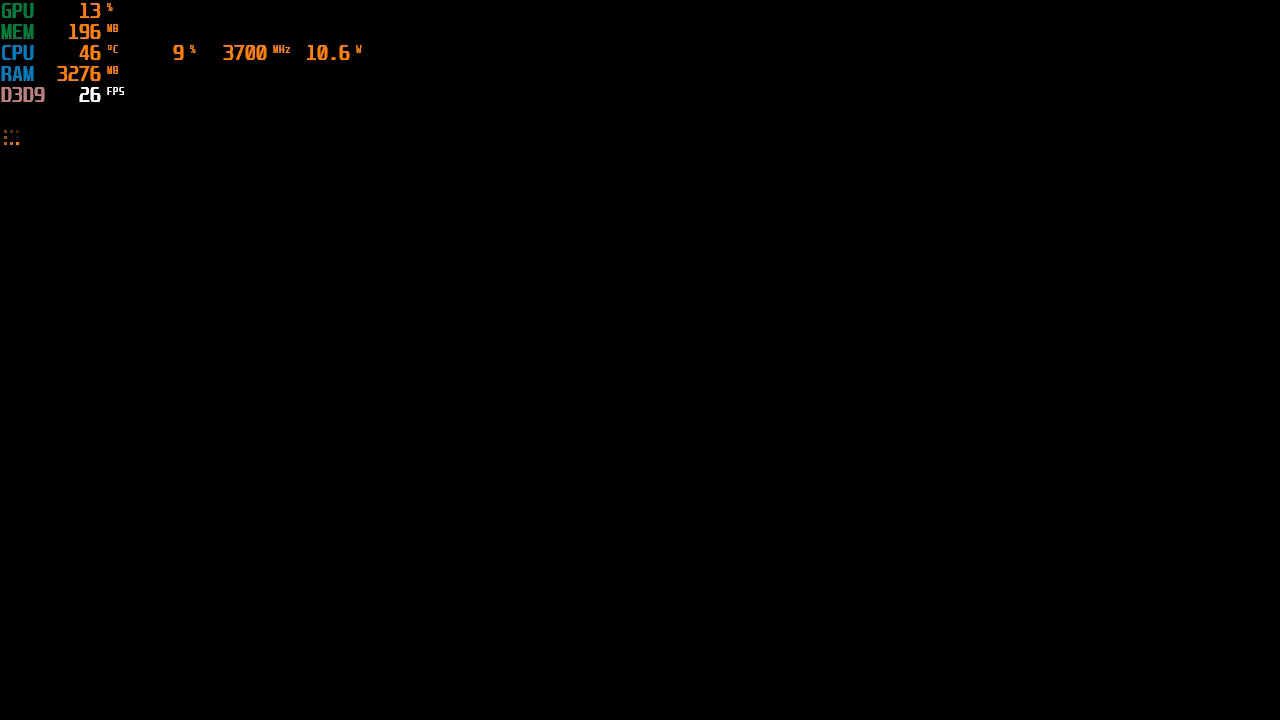 GPU 13 %
MEM 196 MB
CPU 46 °C 9 % 3700 MHz 10.6 W
RAM 3276 MB
D3D9 26 FPS